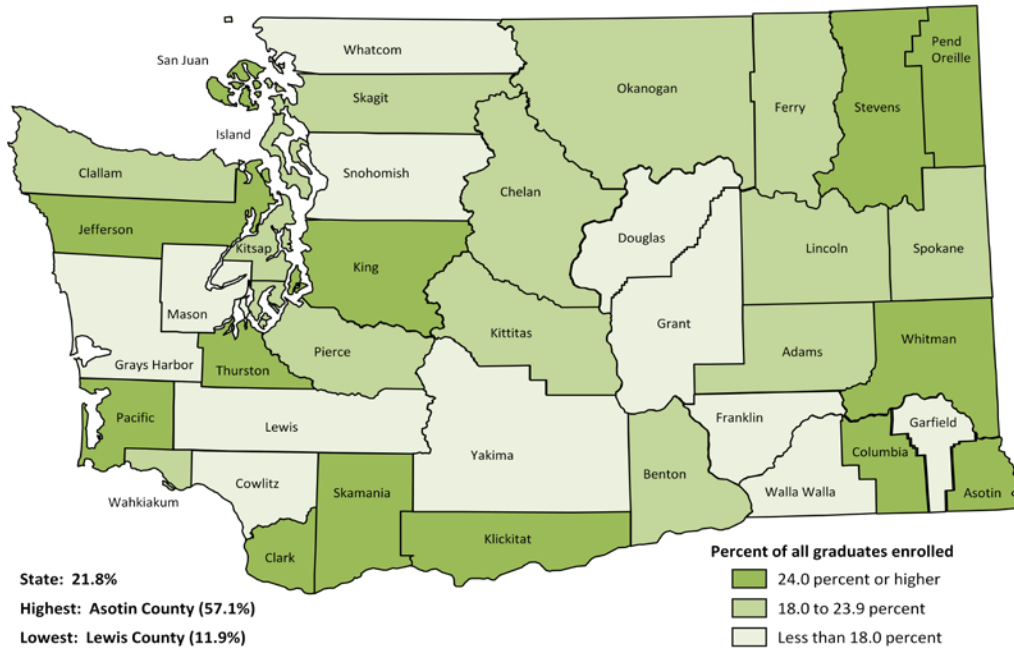 Whatcom
San Juan
Skagit
Okanogan
Ferry
Stevens
Pend
Oreille
Island
Clallam
Snohomish
Chelan
Jefferson
Kitsap
King
Douglas
Lincoln
Spokane
Mason
Grays Harbor
Thurston
Pierce
Kittitas
Grant
Adams
Whitman
Pacific
Lewis
Yakima
Franklin
Garfield
Columbia
Wahkiakum
Cowlitz
Skamania
Benton
Walla Walla
Asotin
Clark
Klickitat
State: 21.8%
Highest: Asotin County (57.1%)
Lowest: Lewis County (11.9%)
Percent of all graduates enrolled
24.0 percent or higher
18.0 to 23.9 percent
Less than 18.0 percent